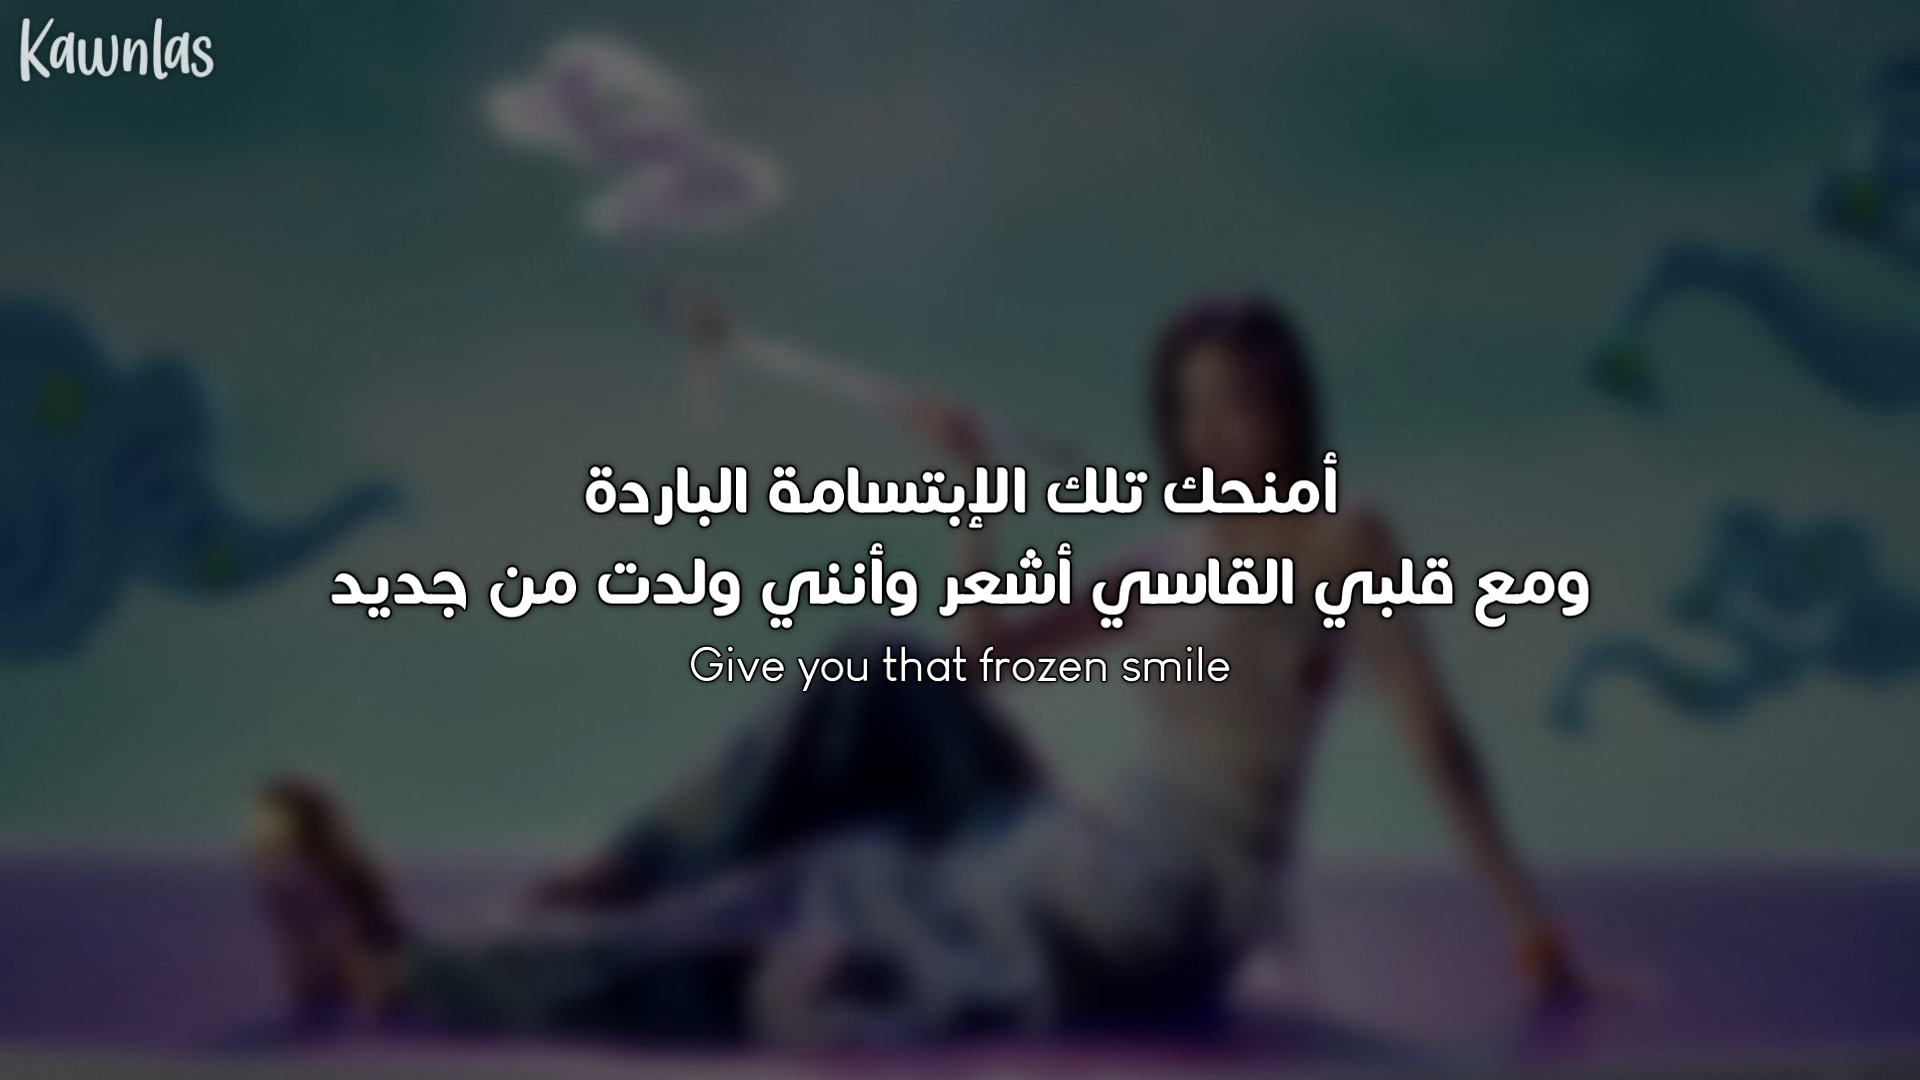 Kawnlas
أمنحك تلك الإبتسامة الباردة
ومع قلبي القاسي أشعر وأنني ولدت من جديد
Give you that frozen smile